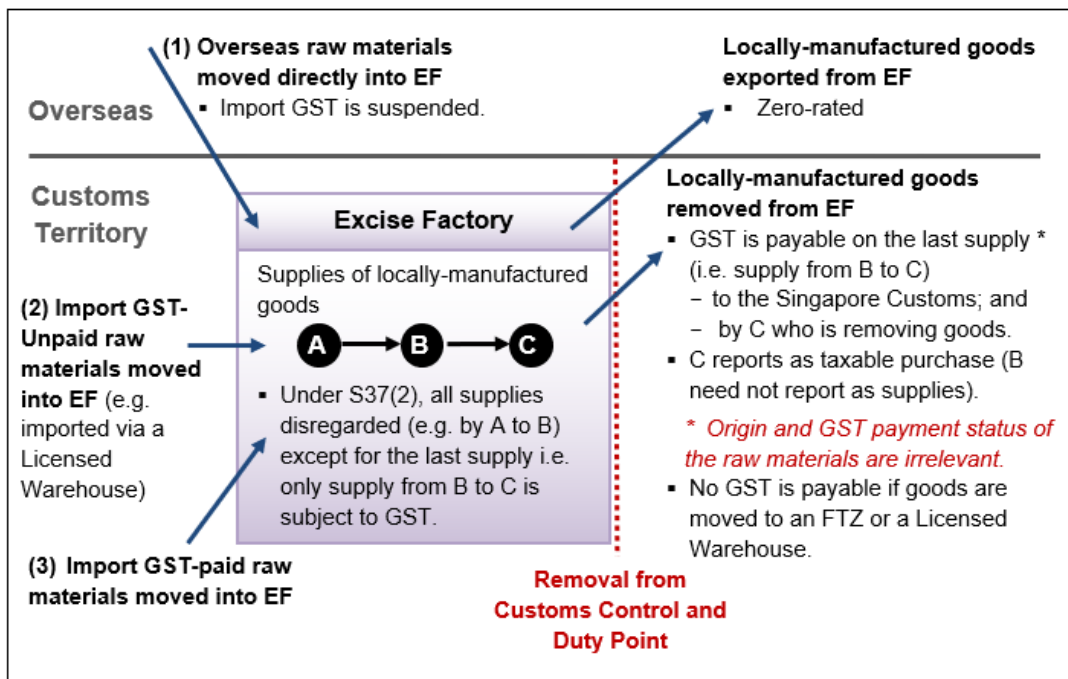 (1) Overseas raw materials
moved directly into EF
▪ Import GST is suspended.
Locally-manufactured goods
exported from EF
▪ Zero-rated
Overseas
Customs
Territory
Excise Factory
Supplies of locally-manufactured
goods
A B C
▪ Under S37(2), all supplies
disregarded (e.g. by A to B)
except for the last supply i.e.
only supply from B to C is
subject to GST.
(2) Import GST-
Unpaid raw
materials moved
into EF (e.g.
imported via a
Licensed
Warehouse)
(3) Import GST-paid raw
materials moved into EF
Locally-manufactured goods
removed from EF
▪ GST is payable on the last supply *
(i.e. supply from B to C)
– to the Singapore Customs; and
– by C who is removing goods.
▪ C reports as taxable purchase (B
need not report as supplies).
* Origin and GST payment status of
the raw materials are irrelevant.
▪ No GST is payable if goods are
moved to an FTZ or a Licensed
Warehouse.
Removal from
Customs Control and
Duty Point